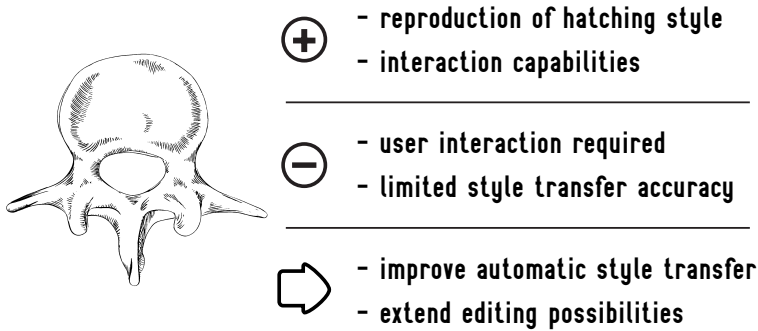 - reproduction of hatching style
- interaction capabilities
- user interaction required
- limited style transfer accuracy
- improve automatic style transfer
- extend editing possibilities